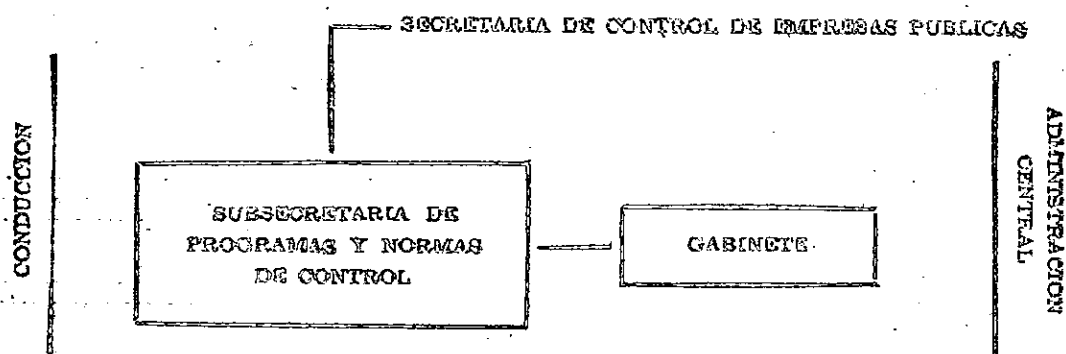 SECRETARIA DE CONTROL DE EMPRESAS PUBLICAS
CONDUCCION
SUBSECRETARIA DE
PROGRAMAS Y NORMAS
DE CONTROL
GABINETE
ADMINISTRACION
CENTRAL